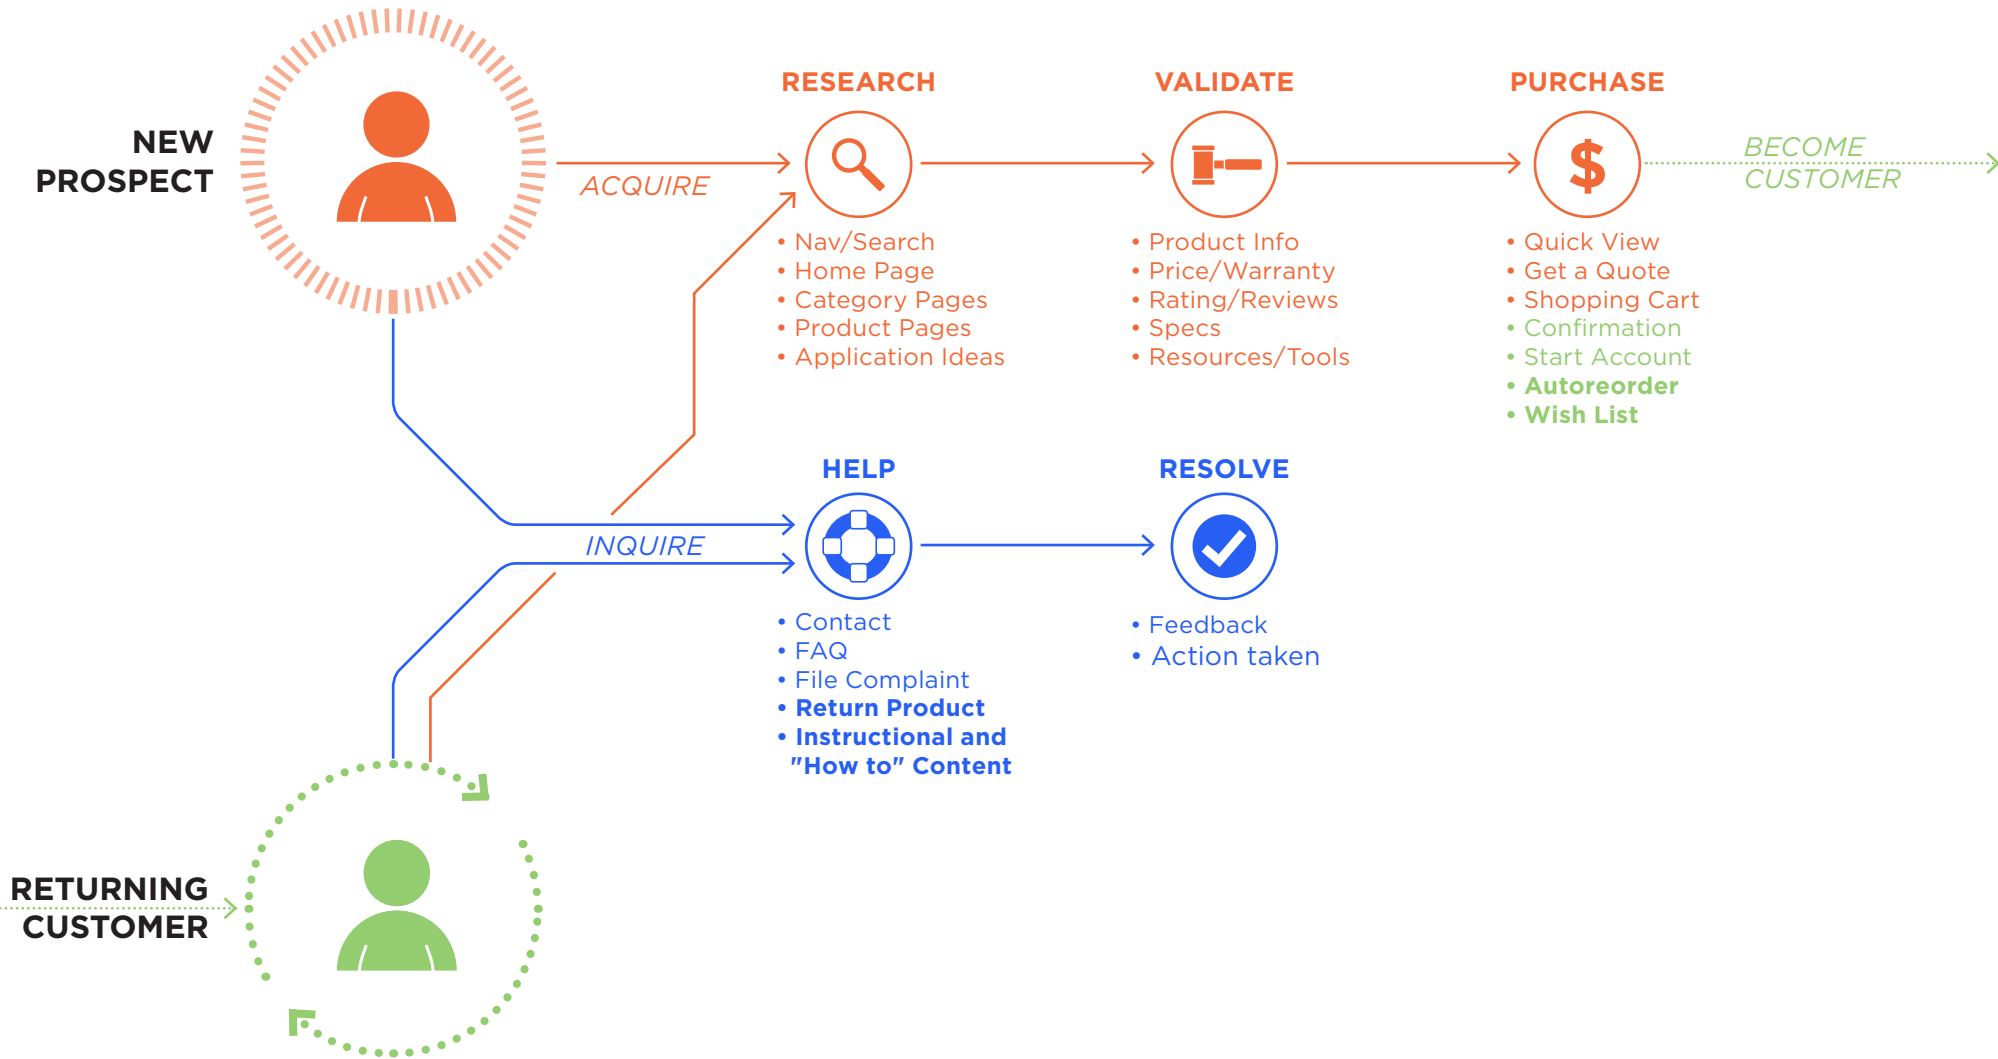 NEW
PROSPECT
ACQUIRE
RESEARCH
• Nav/Search
• Home Page
• Category Pages
• Product Pages
• Application Ideas
VALIDATE
• Product Info
• Price/Warranty
• Rating/Reviews
• Specs
• Resources/Tools
PURCHASE
$
• Quick View
• Get a Quote
• Shopping Cart
• Confirmation
• Start Account
• Autoreorder
• Wish List
BECOME
CUSTOMER
INQUIRE
HELP
• Contact
• FAQ
• File Complaint
• Return Product
• Instructional and
"How to" Content
RESOLVE
• Feedback
• Action taken
RETURNING
CUSTOMER